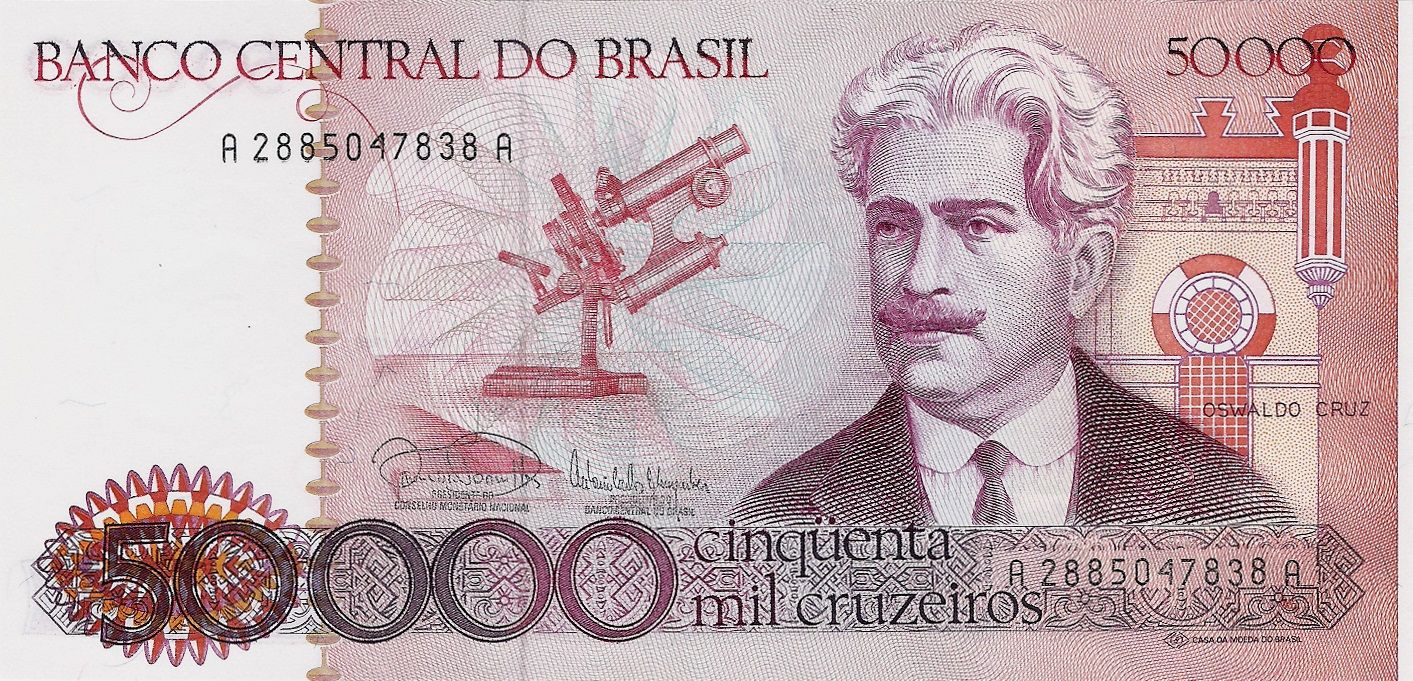 BANCO CENTRAL DO BRASIL
50000
A 2885047838 A
OSWALDO CRUZ
PRESIDENTE DO
CONSELHO MONETÁRIO NACIONAL
PRESIDENTE DO
BANCO CENTRAL DO BRASIL
50000
cinqüenta
mil cruzeiros
A 2885047838 A
CASA DA MOEDA DO BRASIL